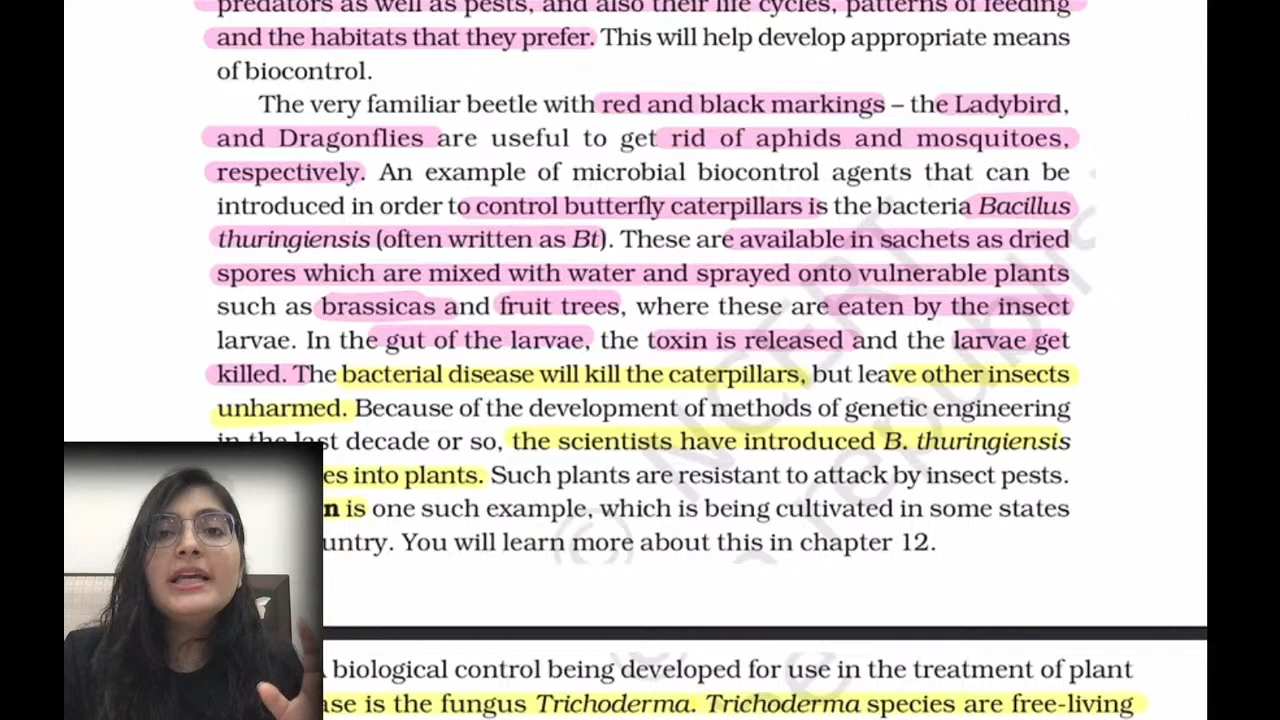 predators as well as pests, and also their life cycles, patterns of feeding
and the habitats that they prefer. This will help develop appropriate means
of biocontrol.
The very familiar beetle with red and black markings – the Ladybird,
and Dragonflies are useful to get rid of aphids and mosquitoes,
respectively. An example of microbial biocontrol agents that can be
introduced in order to control butterfly caterpillars is the bacteria Bacillus
thuringiensis (often written as Bt). These are available in sachets as dried
spores which are mixed with water and sprayed onto vulnerable plants
such as brassicas and fruit trees, where these are eaten by the insect
larvae. In the gut of the larvae, the toxin is released and the larvae get
killed. The bacterial disease will kill the caterpillars, but leave other insects
unharmed. Because of the development of methods of genetic engineering
in the last decade or so, the scientists have introduced B. thuringiensis
es into plants. Such plants are resistant to attack by insect pests.
n is one such example, which is being cultivated in some states
untry. You will learn more about this in chapter 12.
© NCERT
republ
biological control being developed for use in the treatment of plant
ase is the fungus Trichoderma. Trichoderma species are free-living